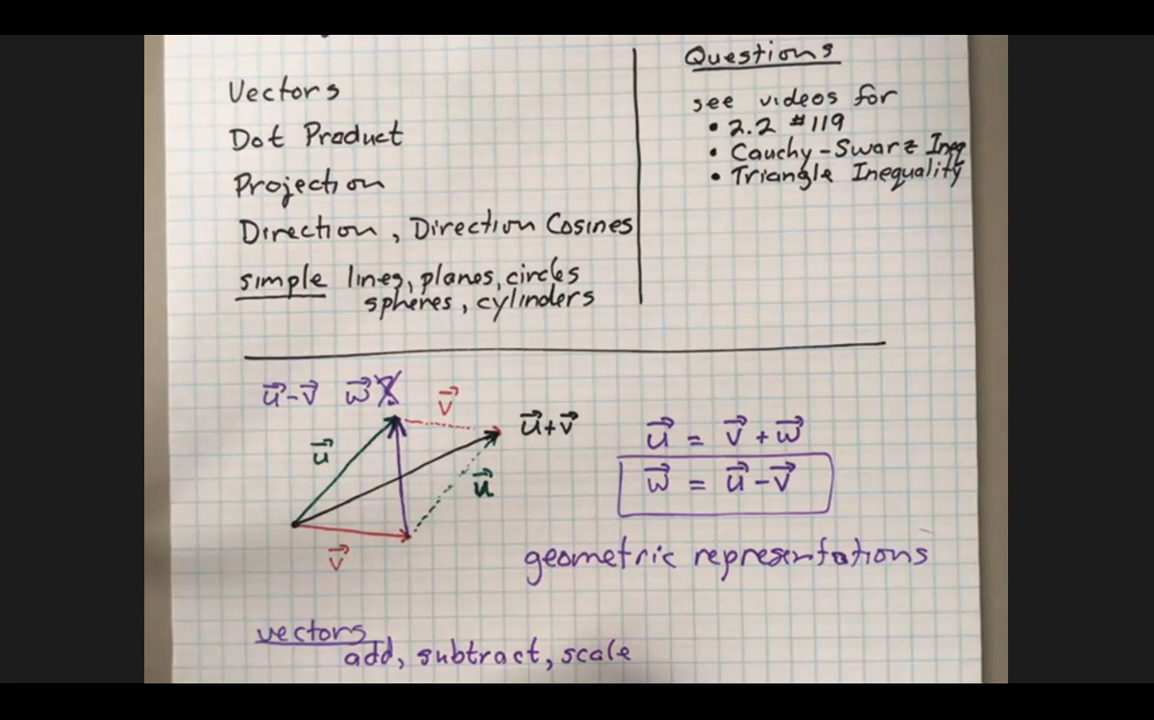 Vectors
Dot Product
Projection
Direction, Direction Cosines
simple lines, planes, circles
spheres, cylinders
Questions
see videos for
• 2.2 #119
• Cauchy-Swarz Ineq
• Triangle Inequality
u⃗-v⃗ w⃗
v⃗
u⃗
u⃗+v⃗
u⃗
v⃗
u⃗ = v⃗ + w⃗
w⃗ = u⃗ - v⃗
geometric representations
vectors
add, subtract, scale